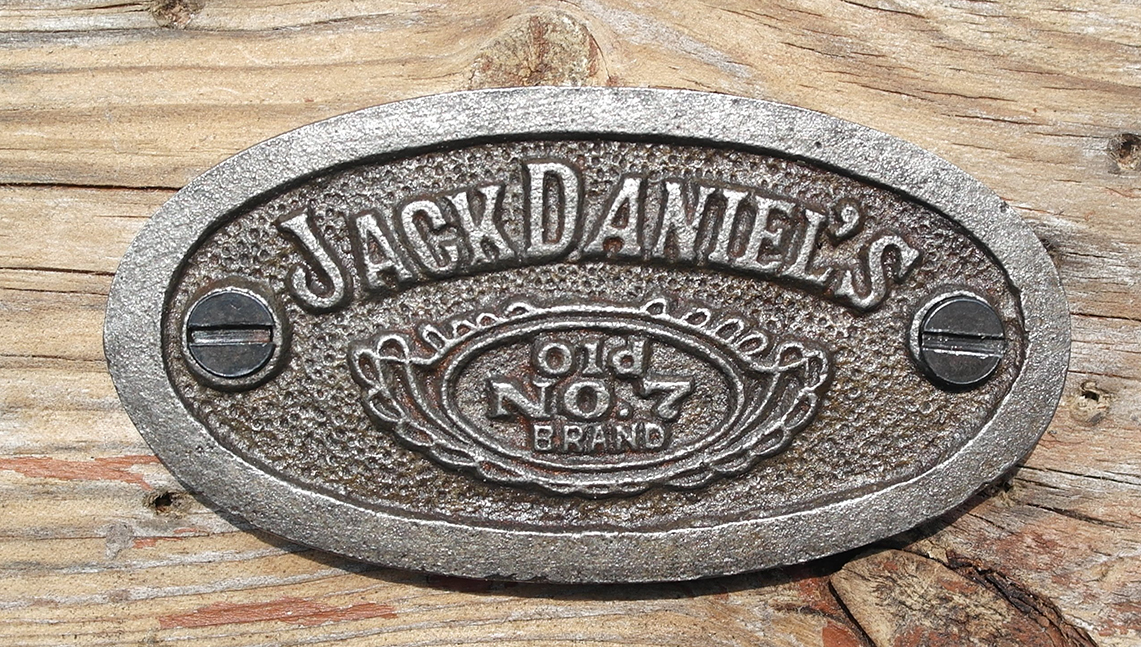 JACK DANIEL'S
Old
NO. 7
BRAND